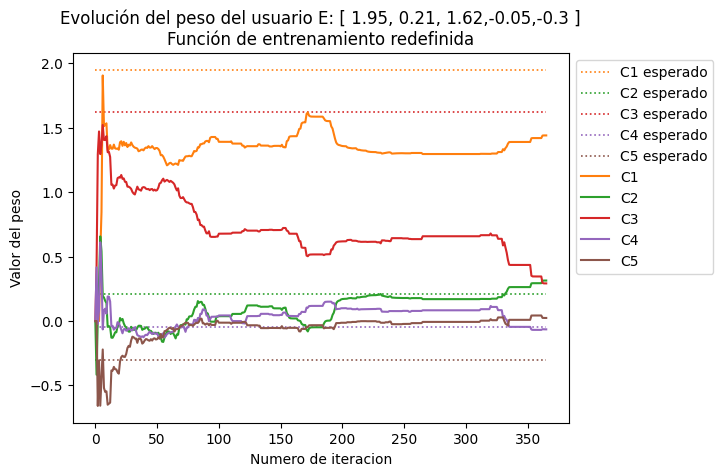 Evolución del peso del usuario E: [ 1.95, 0.21, 1.62,-0.05,-0.3 ]
Función de entrenamiento redefinida
2.0
1.5
1.0
0.5
0.0
−0.5
Valor del peso
0
50
100
150
200
250
300
350
Numero de iteracion
C1 esperado
C2 esperado
C3 esperado
C4 esperado
C5 esperado
C1
C2
C3
C4
C5